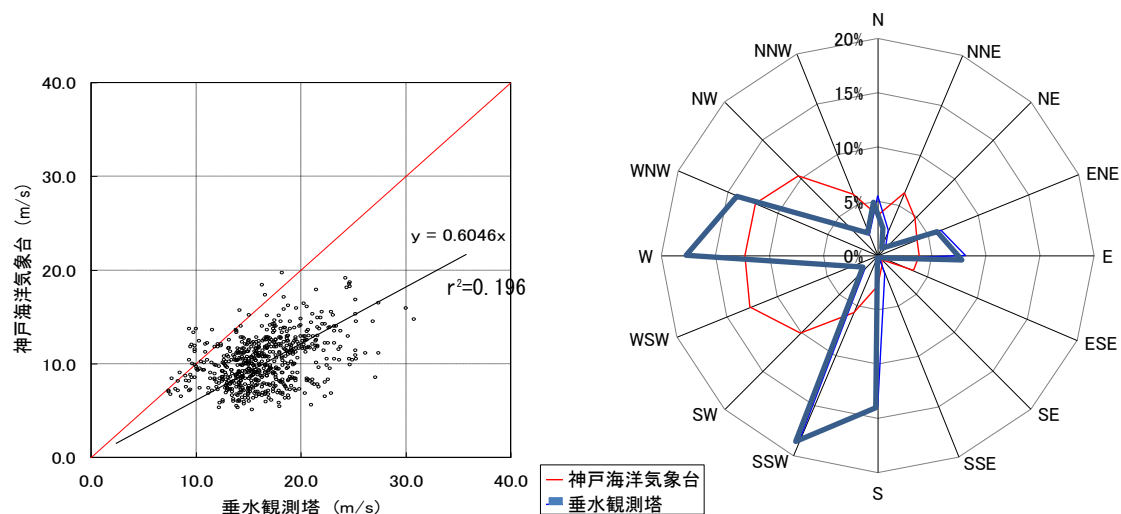 40.0
30.0
20.0
10.0
0.0
0.0
10.0
20.0
30.0
40.0
神戸海洋気象台 (m/s)
垂水観測塔 (m/s)
y = 0.6046x
r²=0.196
N
NNE
NE
ENE
E
ESE
SE
SSE
S
SSW
SW
WSW
W
WNW
NW
NNW
20%
15%
10%
5%
0%
神戸海洋気象台
垂水観測塔